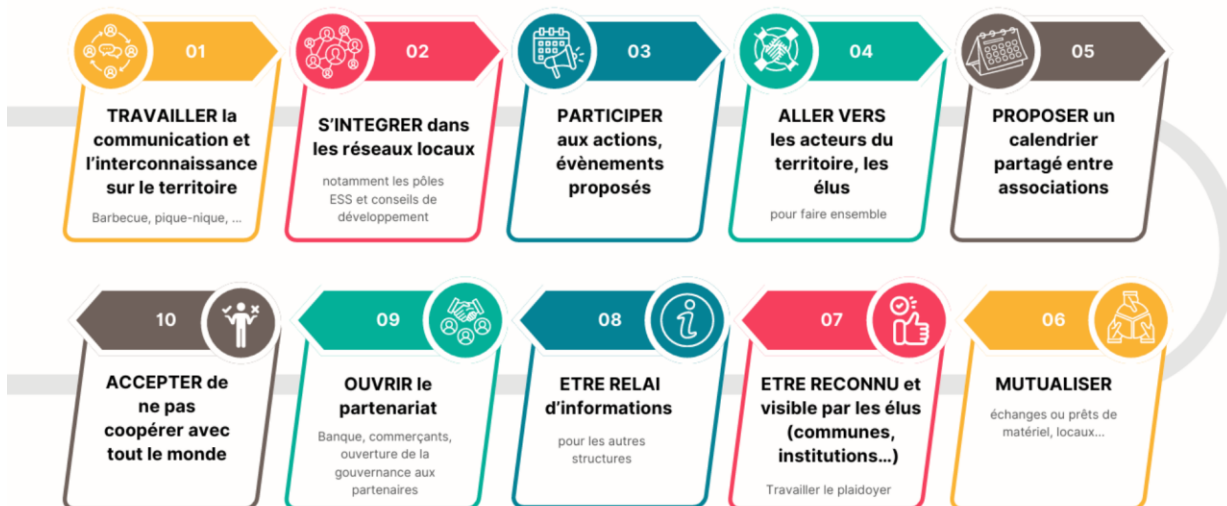 01
TRAVAILLER la
communication et
l'interconnaissance
sur le territoire
Barbecue, pique-nique, ...
02
S'INTEGRER dans
les réseaux locaux
notamment les pôles
ESS et conseils de
développement
03
PARTICIPER
aux actions,
évènements
proposés
04
ALLER VERS
les acteurs du
territoire, les
élus
pour faire ensemble
05
PROPOSER un
calendrier
partagé entre
associations
06
MUTUALISER
échanges ou prêts de
matériel, locaux...
07
ETRE RECONNU et
visible par les élus
(communes,
institutions...)
Travailler le plaidoyer
08
ETRE RELAI
d'informations
pour les autres
structures
09
OUVRIR le
partenariat
Banque, commerçants,
ouverture de la
gouvernance aux
partenaires
10
ACCEPTER de
ne pas
coopérer avec
tout le monde